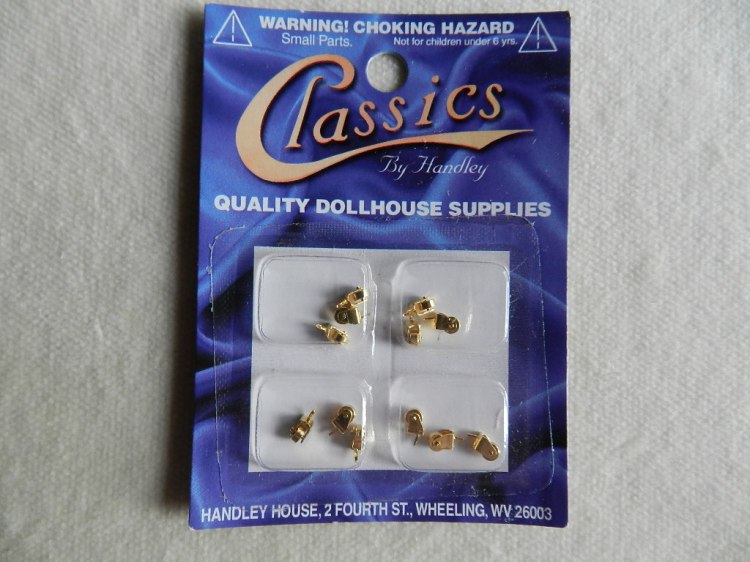 WARNING! CHOKING HAZARD
Small Parts. Not for children under 6 yrs.
Classics
By Handley
QUALITY DOLLHOUSE SUPPLIES
HANDLEY HOUSE, 2 FOURTH ST., WHEELING, WV 26003